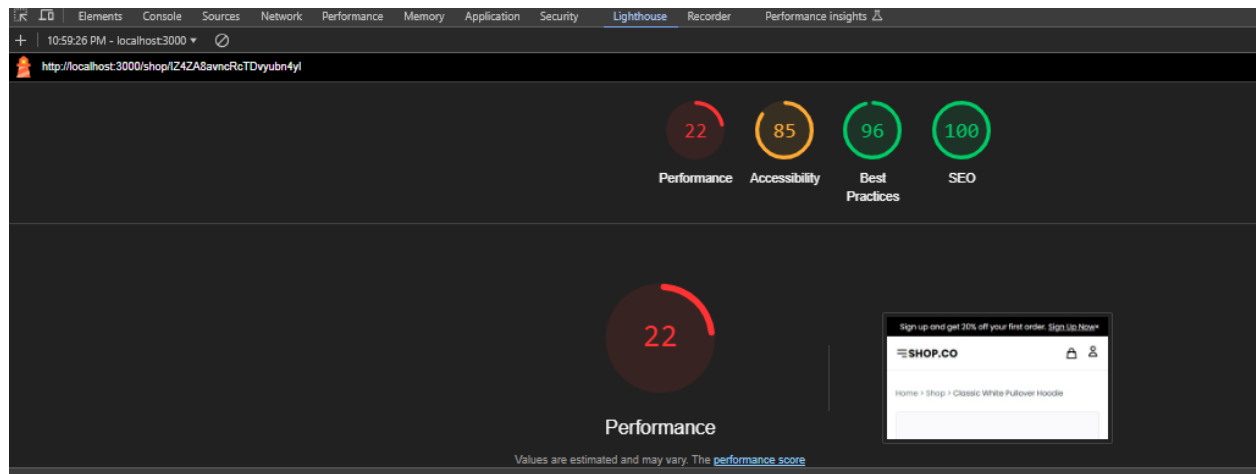 Elements Console Sources Network Performance Memory Application Security Lighthouse Recorder Performance insights
10:59:26 PM - localhost:3000
http://localhost:3000/shop/IZ4ZA8avncRcTDvyubn4yl
22 85 96 100
Performance Accessibility Best Practices SEO
22
Performance
Values are estimated and may vary. The performance score
Sign up and get 20% off your first order. Sign Up Now×
SHOP.CO
Home > Shop > Classic White Pullover Hoodie